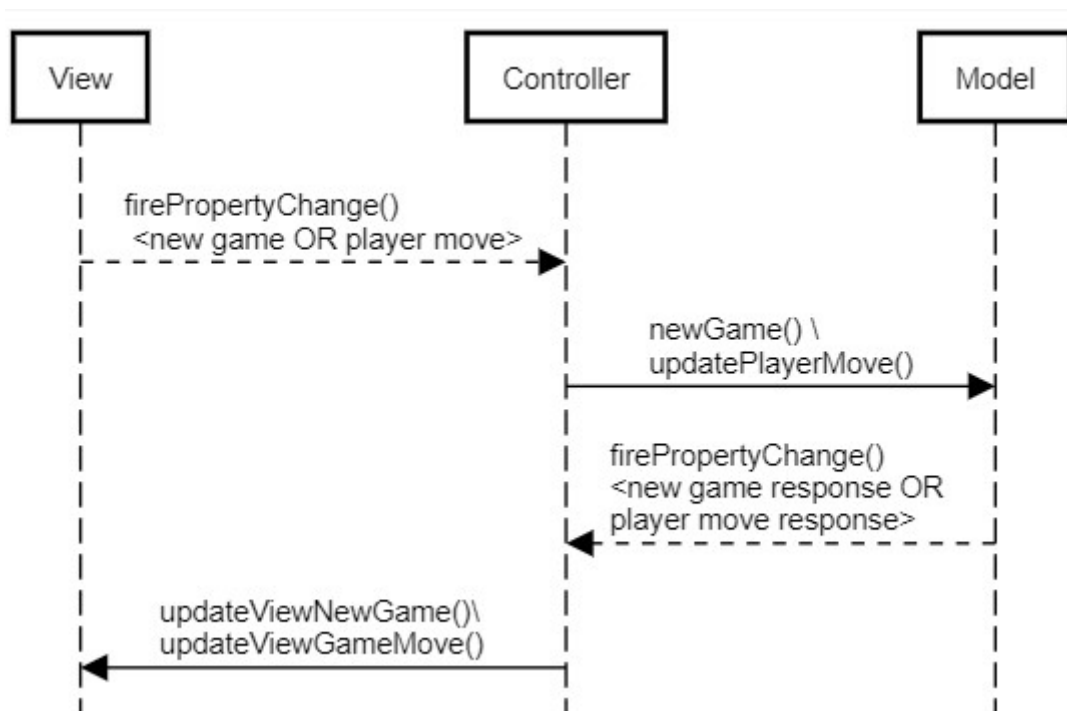 View
Controller
Model
firePropertyChange()
<new game OR player move>
newGame() \
updatePlayerMove()
firePropertyChange()
<new game response OR
player move response>
updateViewNewGame()\
updateViewGameMove()